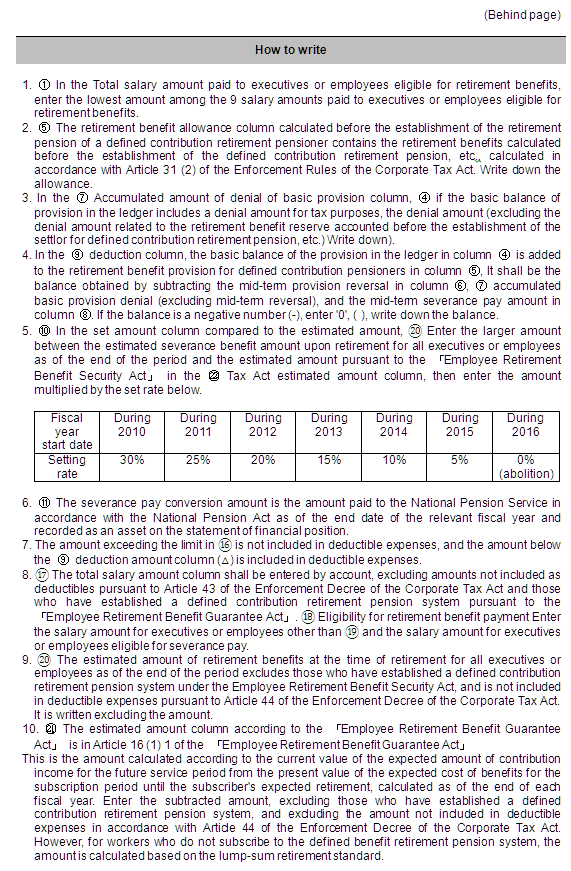 (Behind page)
How to write
1. ① In the Total salary amount paid to executives or employees eligible for retirement benefits,
enter the lowest amount among the 9 salary amounts paid to executives or employees eligible for
retirement benefits.
2. ⑤ The retirement benefit allowance column calculated before the establishment of the retirement
pension of a defined contribution retirement pensioner contains the retirement benefits calculated
before the establishment of the defined contribution retirement pension, etc., calculated in
accordance with Article 31 (2) of the Enforcement Rules of the Corporate Tax Act. Write down the
allowance.
3. In the ⑦ Accumulated amount of denial of basic provision column, ④ if the basic balance of
provision in the ledger includes a denial amount for tax purposes, the denial amount (excluding the
denial amount related to the retirement benefit reserve accounted before the establishment of the
settlor for defined contribution retirement pension, etc.) Write down).
4. In the ⑨ deduction column, the basic balance of the provision in the ledger in column ④ is added
to the retirement benefit provision for defined contribution pensioners in column ⑤, It shall be the
balance obtained by subtracting the mid-term provision reversal in column ⑥, ⑦ accumulated
basic provision denial (excluding mid-term reversal), and the mid-term severance pay amount in
column ⑧. If the balance is a negative number (-), enter '0', ( ), write down the balance.
5. ⑩ In the set amount column compared to the estimated amount, ⑳ Enter the larger amount
between the estimated severance benefit amount upon retirement for all executives or employees
as of the end of the period and the estimated amount pursuant to the 「Employee Retirement
Benefit Security Act」 in the ㉒ Tax Act estimated amount column, then enter the amount
multiplied by the set rate below.
Fiscal year start date During 2010 During 2011 During 2012 During 2013 During 2014 During 2015 During 2016
Setting rate 30% 25% 20% 15% 10% 5% 0% (abolition)
6. ⑪ The severance pay conversion amount is the amount paid to the National Pension Service in
accordance with the National Pension Act as of the end date of the relevant fiscal year and
recorded as an asset on the statement of financial position.
7. The amount exceeding the limit in ⑯ is not included in deductible expenses, and the amount below
the ⑨ deduction amount column (△) is included in deductible expenses.
8. ⑰ The total salary amount column shall be entered by account, excluding amounts not included as
deductibles pursuant to Article 43 of the Enforcement Decree of the Corporate Tax Act and those
who have established a defined contribution retirement pension system pursuant to the
「Employee Retirement Benefit Guarantee Act」. ⑱ Eligibility for retirement benefit payment Enter
the salary amount for executives or employees other than ⑲ and the salary amount for executives
or employees eligible for severance pay.
9. ⑳ The estimated amount of retirement benefits at the time of retirement for all executives or
employees as of the end of the period excludes those who have established a defined contribution
retirement pension system under the Employee Retirement Benefit Security Act, and is not included
in deductible expenses pursuant to Article 44 of the Enforcement Decree of the Corporate Tax Act.
It is written excluding the amount.
10. ㉑ The estimated amount column according to the 「Employee Retirement Benefit Guarantee
Act」 is in Article 16 (1) 1 of the 「Employee Retirement Benefit Guarantee Act」
This is the amount calculated according to the current value of the expected amount of contribution
income for the future service period from the present value of the expected cost of benefits for the
subscription period until the subscriber's expected retirement, calculated as of the end of each
fiscal year. Enter the subtracted amount, excluding those who have established a defined
contribution retirement pension system, and excluding the amount not included in deductible
expenses in accordance with Article 44 of the Enforcement Decree of the Corporate Tax Act.
However, for workers who do not subscribe to the defined benefit retirement pension system, the
amount is calculated based on the lump-sum retirement standard.